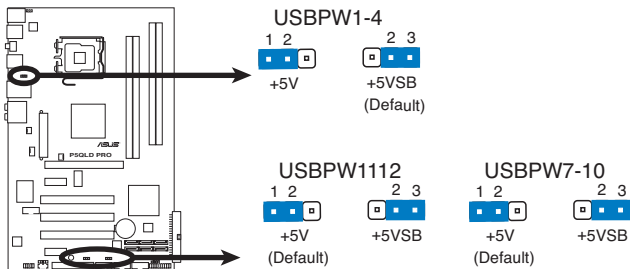 USBPW1-4
1 2
2 3
+5V
+5VSB
(Default)
ASUS
P5QLD PRO
USBPW1112
USBPW7-10
1 2
2 3
1 2
2 3
+5V
+5VSB
+5V
+5VSB
(Default)
(Default)